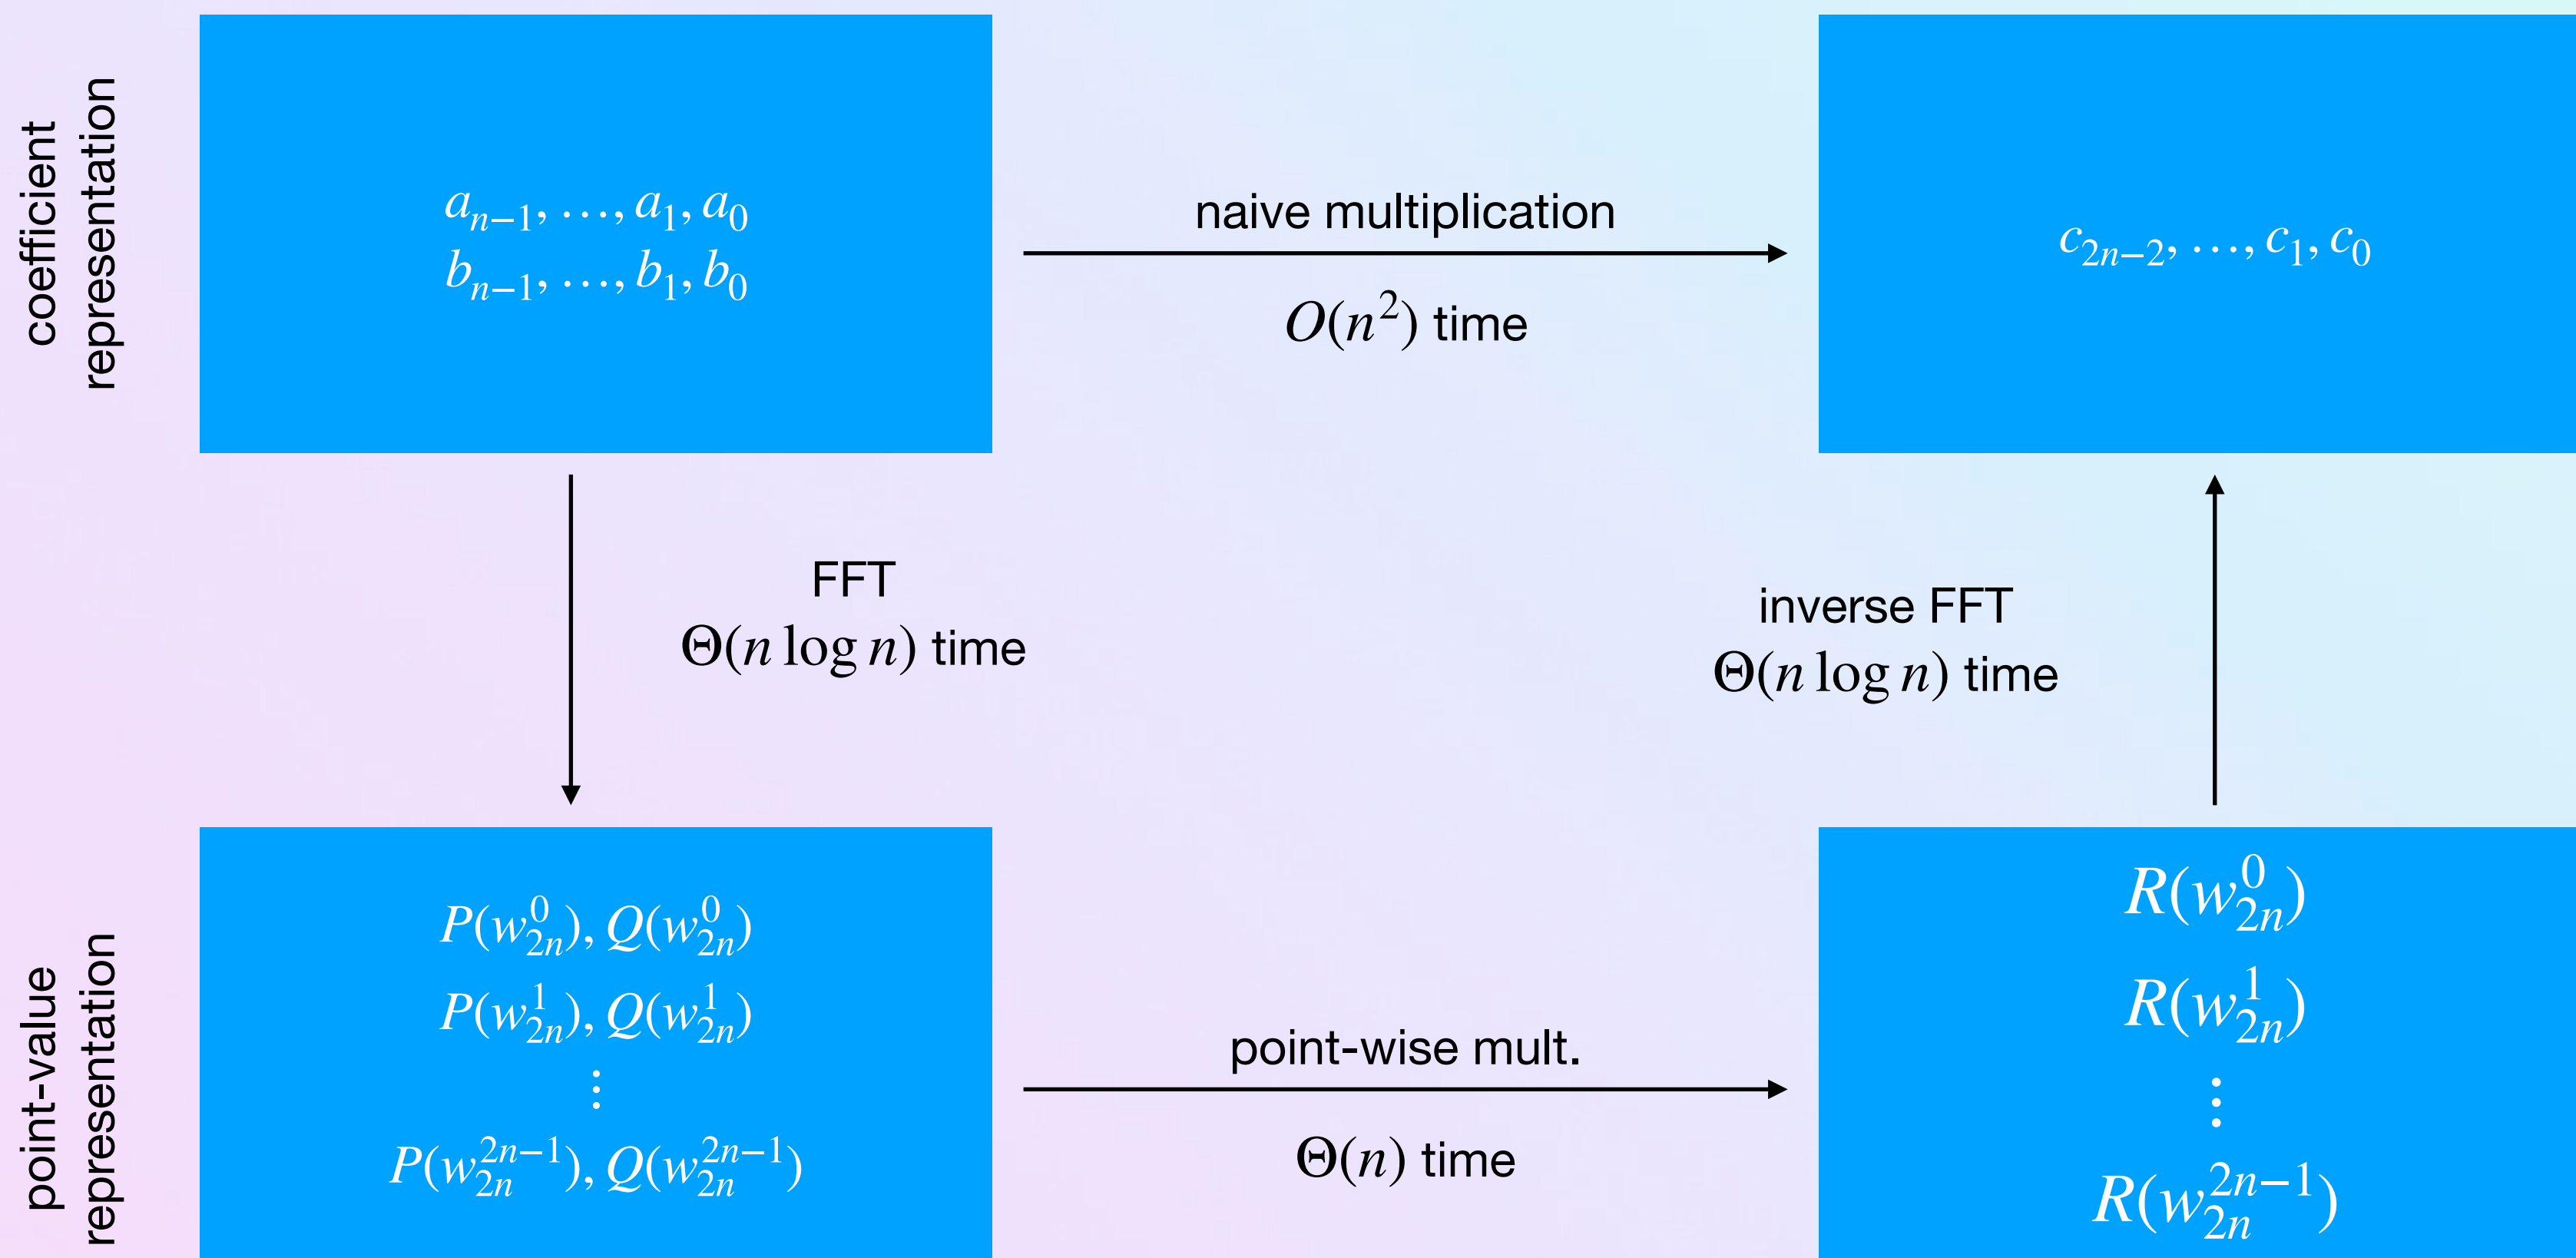 coefficient
representation
a_{n−1}, …, a_1, a_0
b_{n−1}, …, b_1, b_0
naive multiplication
O(n^2) time
c_{2n−2}, …, c_1, c_0
FFT
Θ(n log n) time
inverse FFT
Θ(n log n) time
point-value
representation
P(w_{2n}^0), Q(w_{2n}^0)
P(w_{2n}^1), Q(w_{2n}^1)
⋮
P(w_{2n}^{2n−1}), Q(w_{2n}^{2n−1})
point-wise mult.
Θ(n) time
R(w_{2n}^0)
R(w_{2n}^1)
⋮
R(w_{2n}^{2n−1})